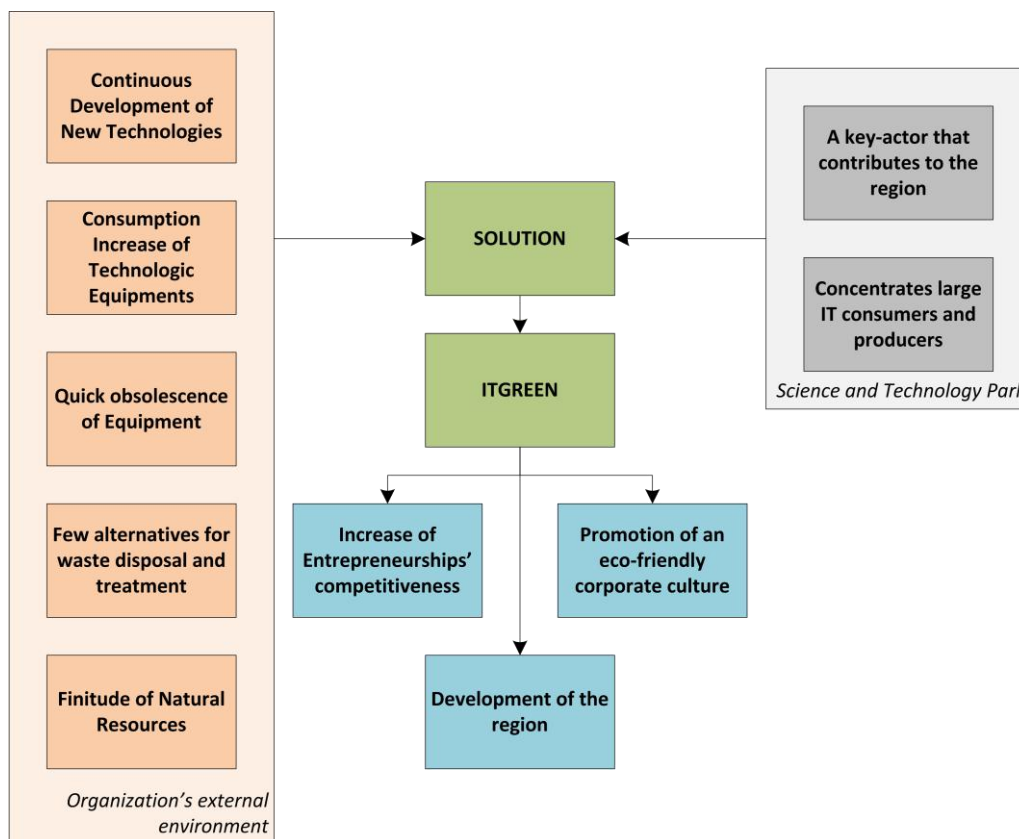 Continuous
Development of
New Technologies
Consumption
Increase of
Technologic
Equipments
Quick obsolescence
of Equipment
Few alternatives for
waste disposal and
treatment
Finitude of Natural
Resources
Organization's external
environment
SOLUTION
ITGREEN
Increase of
Entrepreneurships'
competitiveness
Promotion of an
eco-friendly
corporate culture
Development of the
region
A key-actor that
contributes to the
region
Concentrates large
IT consumers and
producers
Science and Technology Park